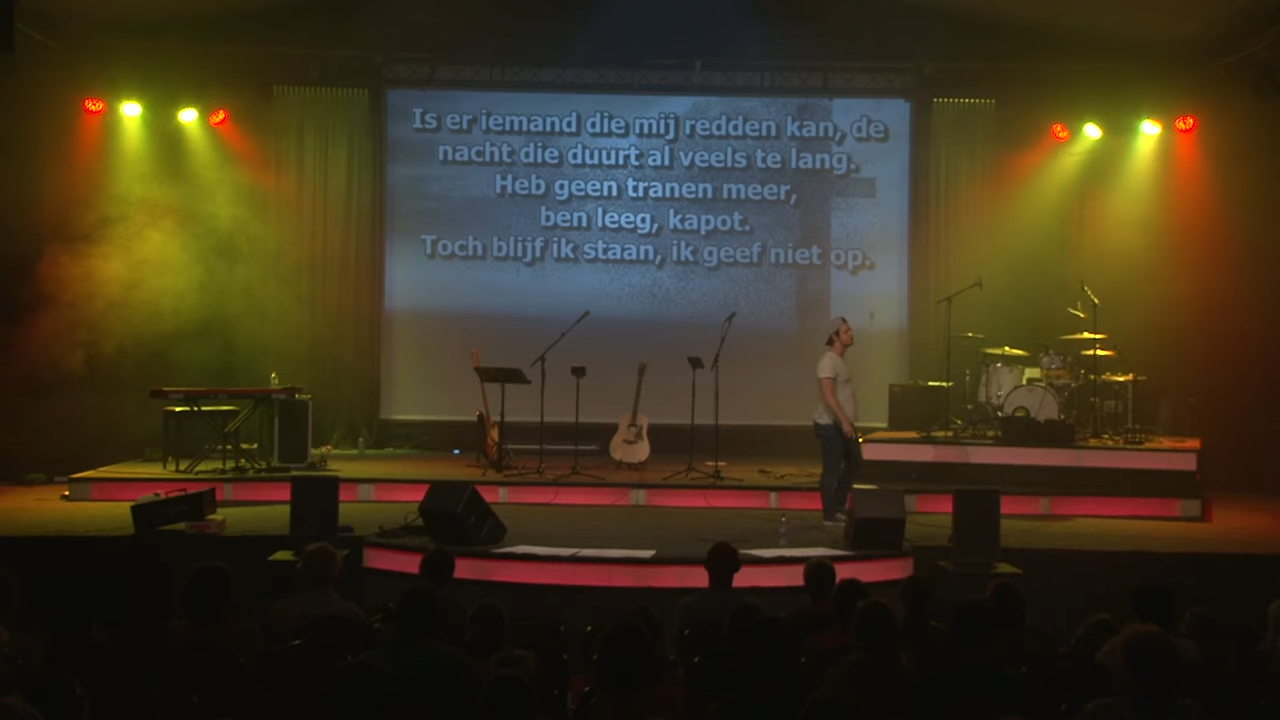 Is er iemand die mij redden kan, de
nacht die duurt al veels te lang.
Heb geen tranen meer,
ben leeg, kapot.
Toch blijf ik staan, ik geef niet op.